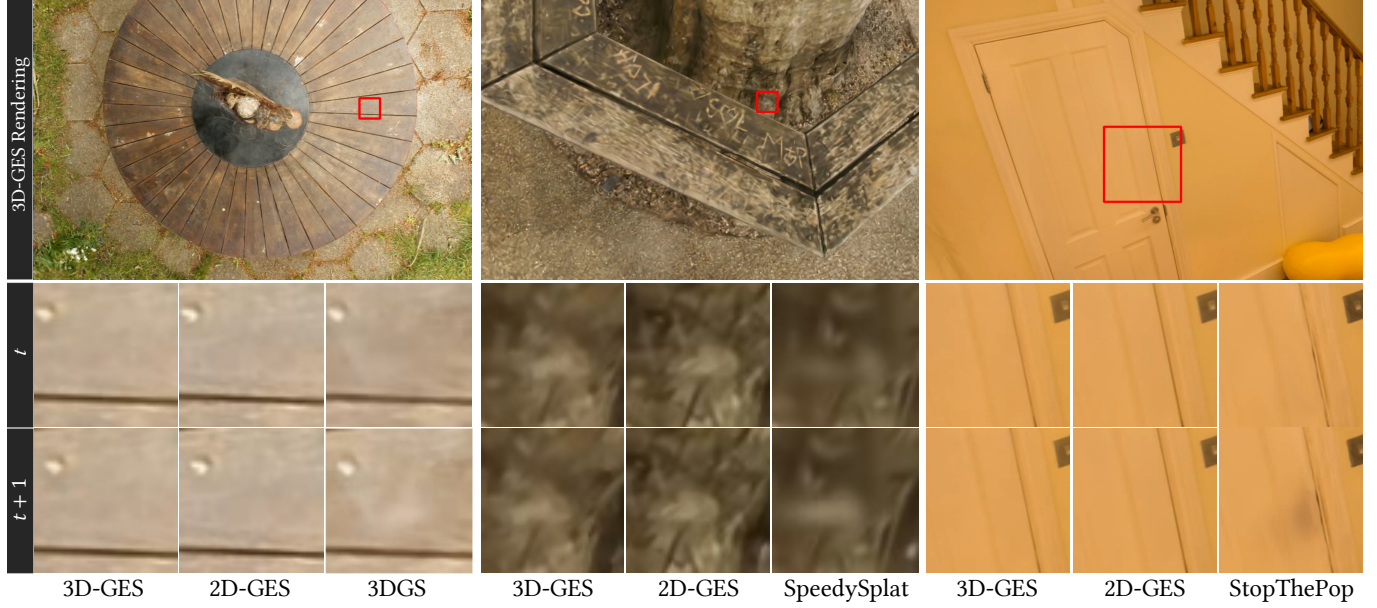 3D-GES Rendering
t
t + 1
3D-GES 2D-GES 3DGS 3D-GES 2D-GES SpeedySplat 3D-GES 2D-GES StopThePop